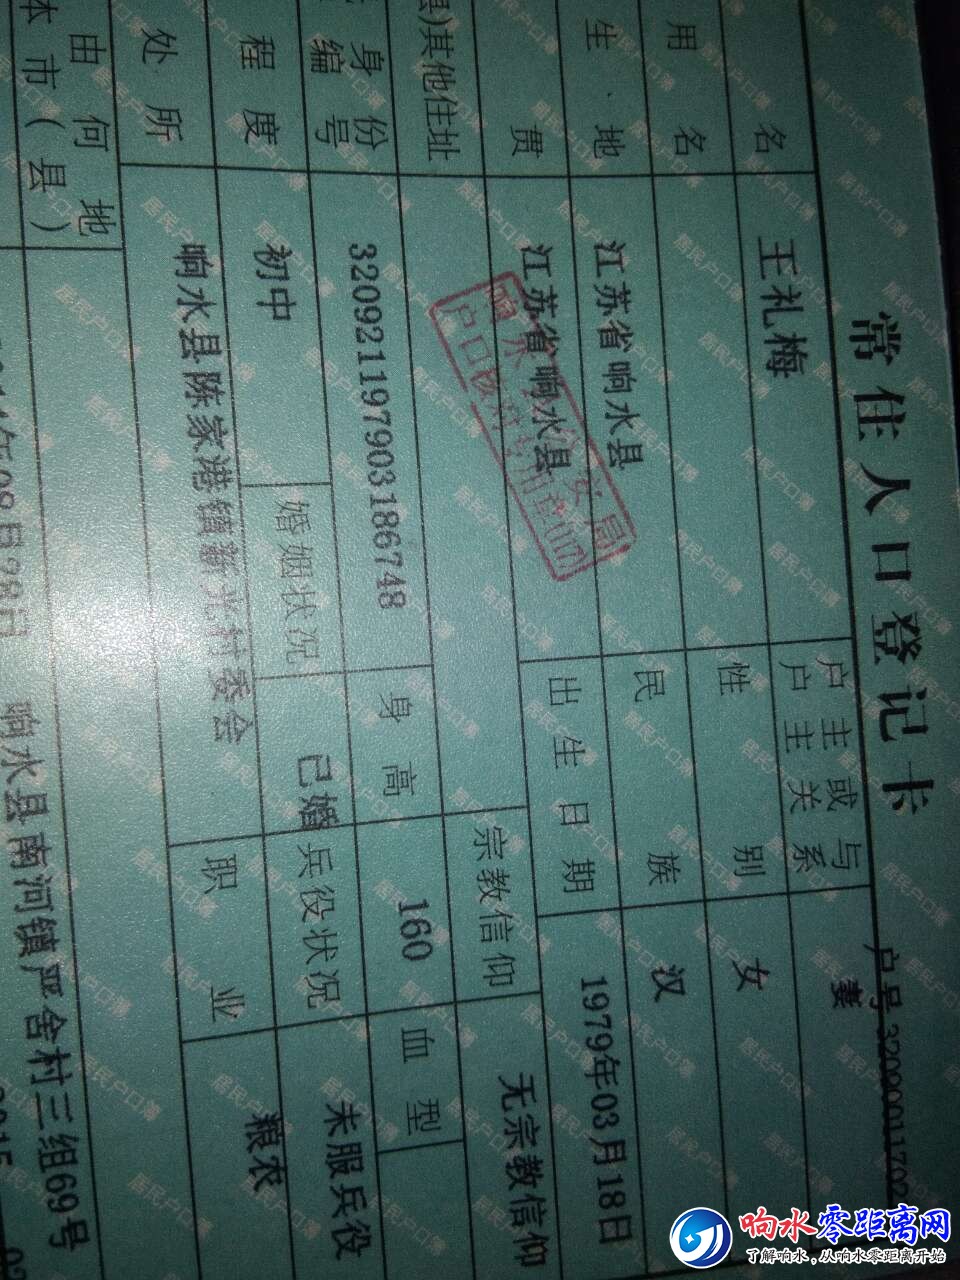 常住人口登记卡
户号
名 王礼梅 户主或与户主关系 妻
用名 性别 女
生地 江苏省响水县 民族 汉
贯 江苏省响水县 出生日期 1979年03月18日
其他住址 宗教信仰 无宗教信仰
身份编号 320921197903186748 身高 160 血型
程度 初中 婚姻状况 已婚 兵役状况 未服兵役
处所 响水县陈家港镇新光村委会 职业 粮农
由何地
本市(县)
年08月28日 响水县南河镇严舍村三组69号
响水零距离网
了解响水,从响水零距离开始